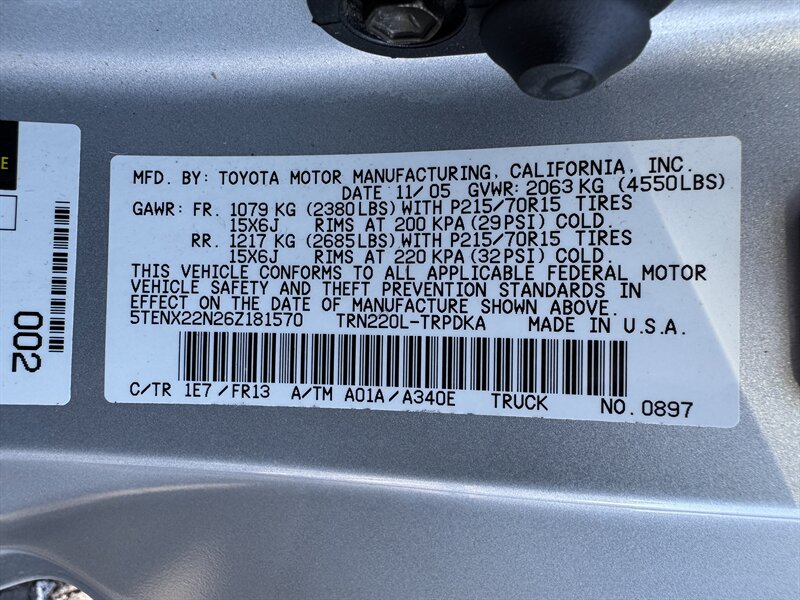 E
002
MFD. BY: TOYOTA MOTOR MANUFACTURING, CALIFORNIA, INC.
DATE 11/05 GVWR: 2063 KG (4550LBS)
GAWR: FR. 1079 KG (2380LBS) WITH P215/70R15 TIRES
15X6J RIMS AT 200 KPA (29PSI) COLD.
RR. 1217 KG (2685LBS) WITH P215/70R15 TIRES
15X6J RIMS AT 220 KPA (32PSI) COLD.
THIS VEHICLE CONFORMS TO ALL APPLICABLE FEDERAL MOTOR
VEHICLE SAFETY AND THEFT PREVENTION STANDARDS IN
EFFECT ON THE DATE OF MANUFACTURE SHOWN ABOVE.
5TENX22N26Z181570 TRN220L-TRPDKA MADE IN U.S.A.
C/TR 1E7/FR13 A/TM A01A/A340E TRUCK NO.0897